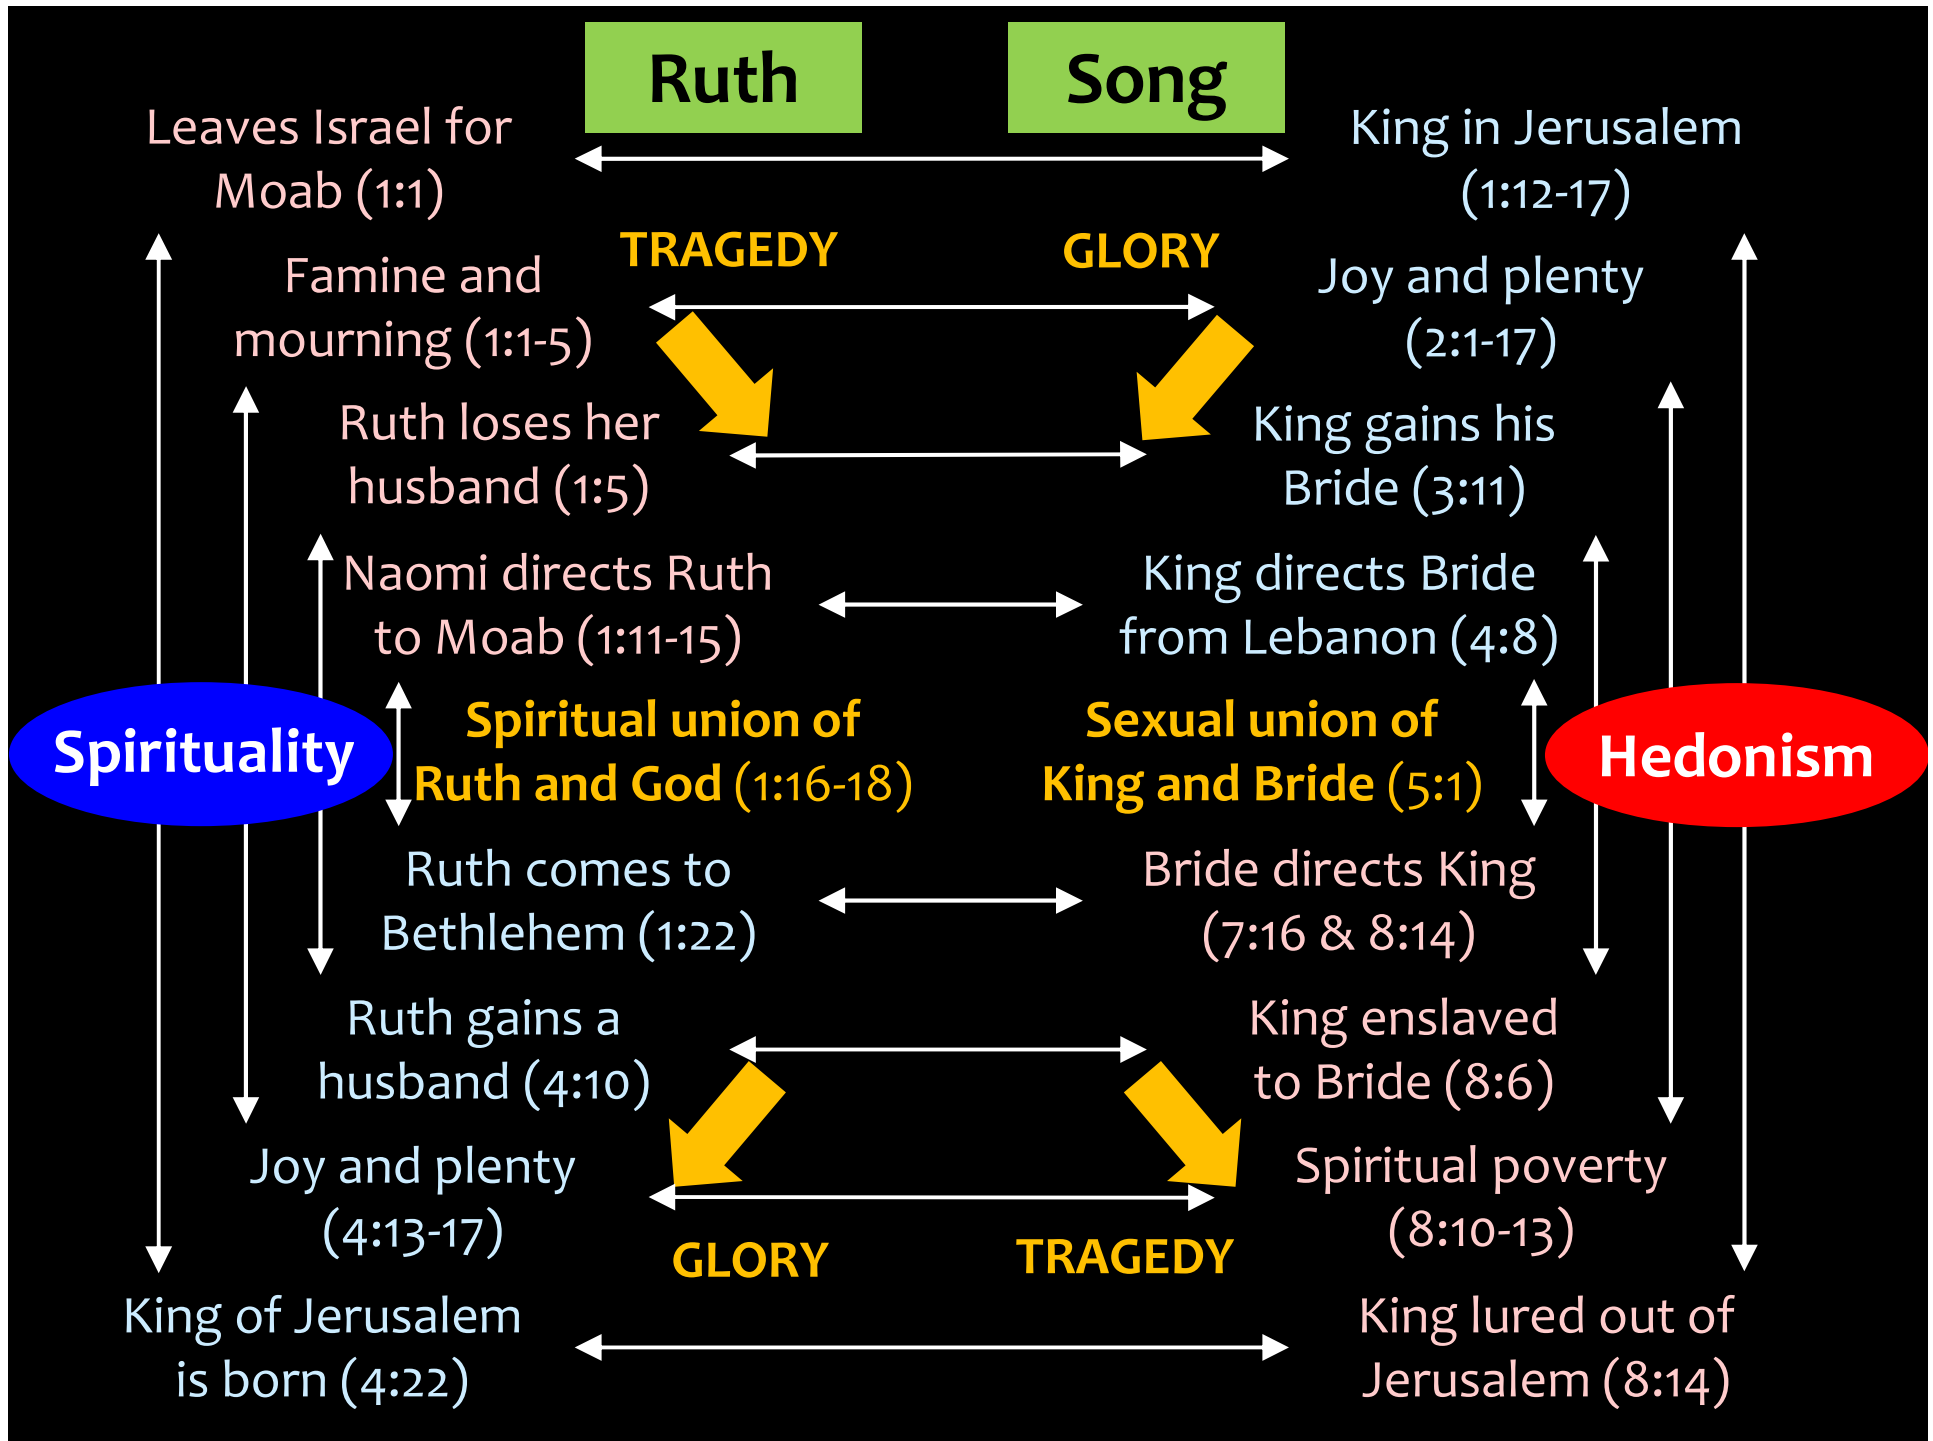 Ruth
Song
Leaves Israel for
Moab (1:1)
King in Jerusalem
(1:12-17)
TRAGEDY
GLORY
Famine and
mourning (1:1-5)
Joy and plenty
(2:1-17)
Ruth loses her
husband (1:5)
King gains his
Bride (3:11)
Naomi directs Ruth
to Moab (1:11-15)
King directs Bride
from Lebanon (4:8)
Spirituality
Spiritual union of
Ruth and God (1:16-18)
Sexual union of
King and Bride (5:1)
Hedonism
Ruth comes to
Bethlehem (1:22)
Bride directs King
(7:16 & 8:14)
Ruth gains a
husband (4:10)
King enslaved
to Bride (8:6)
Joy and plenty
(4:13-17)
Spiritual poverty
(8:10-13)
GLORY
TRAGEDY
King of Jerusalem
is born (4:22)
King lured out of
Jerusalem (8:14)